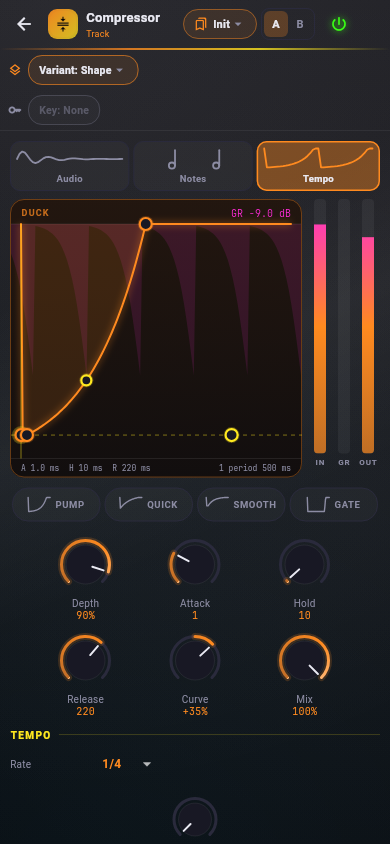 Compressor
Track
Init
A B
Variant: Shape
Key: None
Audio Notes Tempo
DUCK GR -9.0 dB
A 1.0 ms H 10 ms R 220 ms 1 period 500 ms
IN GR OUT
PUMP QUICK SMOOTH GATE
Depth Attack Hold
90% 1 10
Release Curve Mix
220 +35% 100%
TEMPO
Rate 1/4